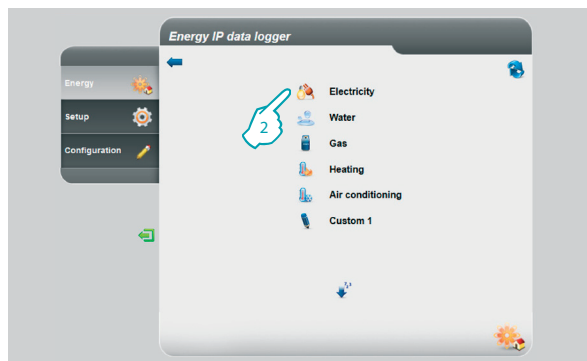 Energy IP data logger
Energy
Setup
Configuration
Electricity
2
Water
Gas
Heating
Air conditioning
Custom 1